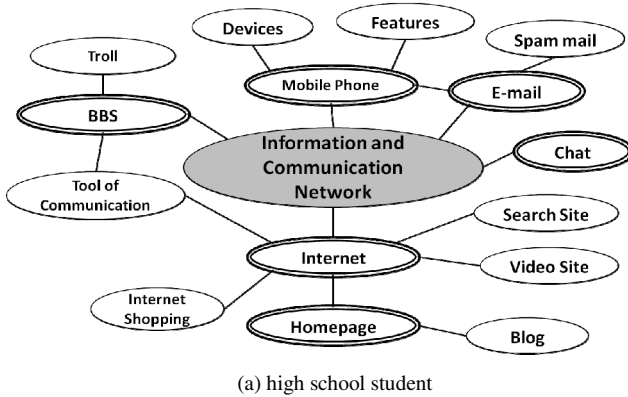 Devices
Features
Troll
Spam mail
Mobile Phone
E-mail
BBS
Information and
Communication
Network
Chat
Tool of
Communication
Search Site
Internet
Video Site
Internet
Shopping
Homepage
Blog
(a) high school student